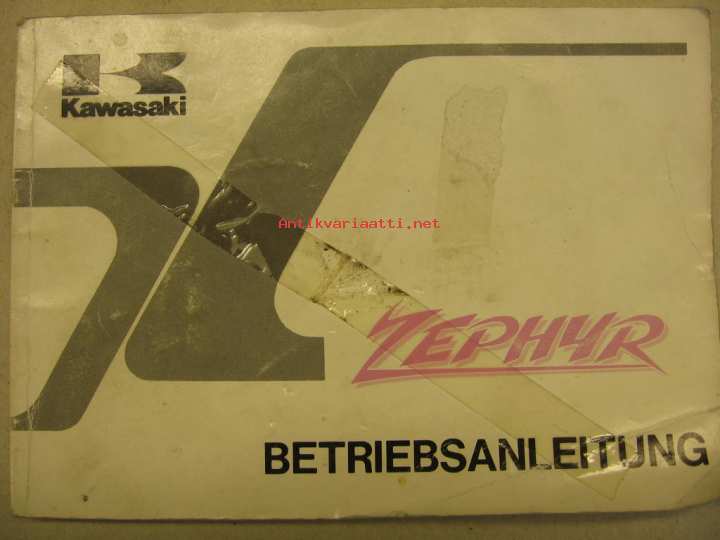 Kawasaki
Antikvariaatti.net
ZEPHYR
BETRIEBSANLEITUNG